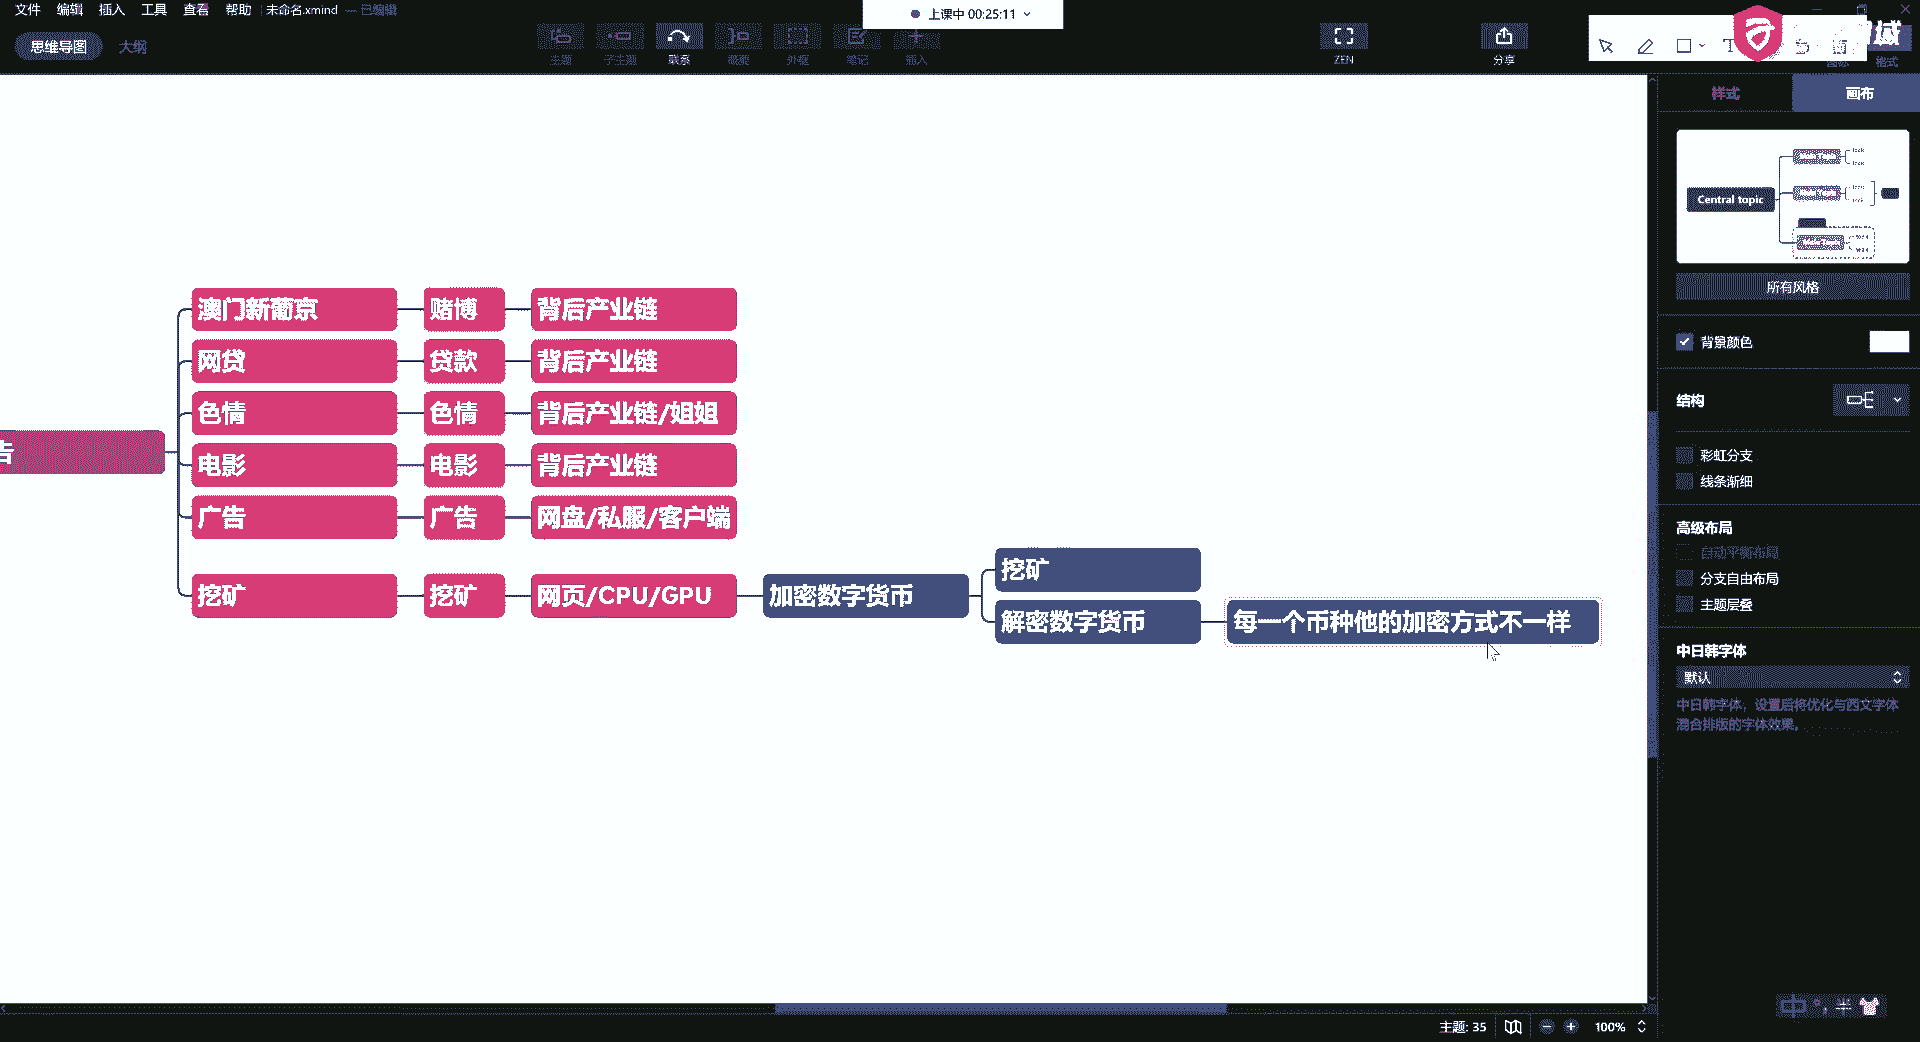 文件 编辑 插入 工具 查看 帮助 未命名.xmind — 已编辑
上课中 00:25:11
思维导图 大纲
主题 子主题 联系 概要 外框 笔记 插入 ZEN 分享 图标 格式
域
样式 画布
Central topic
所有风格
背景颜色
结构
彩虹分支
线条渐细
高级布局
自动平衡布局
分支自由布局
主题层叠
中日韩字体
默认
中日韩字体，设置后将优化与西文字体
混合排版的字体效果。
告
澳门新葡京 赌博 背后产业链
网贷 贷款 背后产业链
色情 色情 背后产业链/姐姐
电影 电影 背后产业链
广告 广告 网盘/私服/客户端
挖矿 挖矿 网页/CPU/GPU 加密数字货币
挖矿
解密数字货币 每一个币种他的加密方式不一样
中
主题: 35 100%